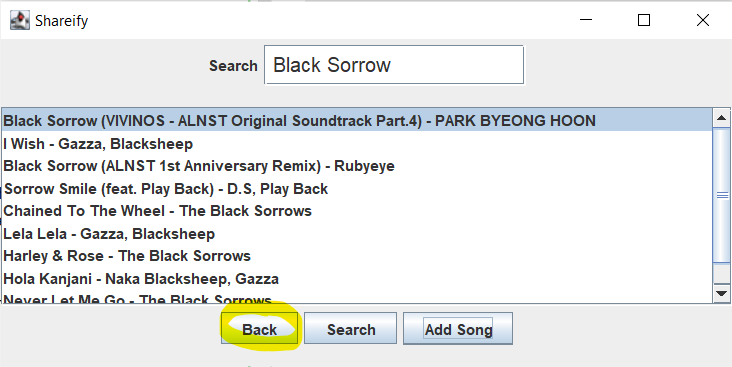 Shareify
Search Black Sorrow
Black Sorrow (VIVINOS - ALNST Original Soundtrack Part.4) - PARK BYEONG HOON
I Wish - Gazza, Blacksheep
Black Sorrow (ALNST 1st Anniversary Remix) - Rubyeye
Sorrow Smile (feat. Play Back) - D.S, Play Back
Chained To The Wheel - The Black Sorrows
Lela Lela - Gazza, Blacksheep
Harley & Rose - The Black Sorrows
Hola Kanjani - Naka Blacksheep, Gazza
Never Let Me Go - The Black Sorrows
Back Search Add Song